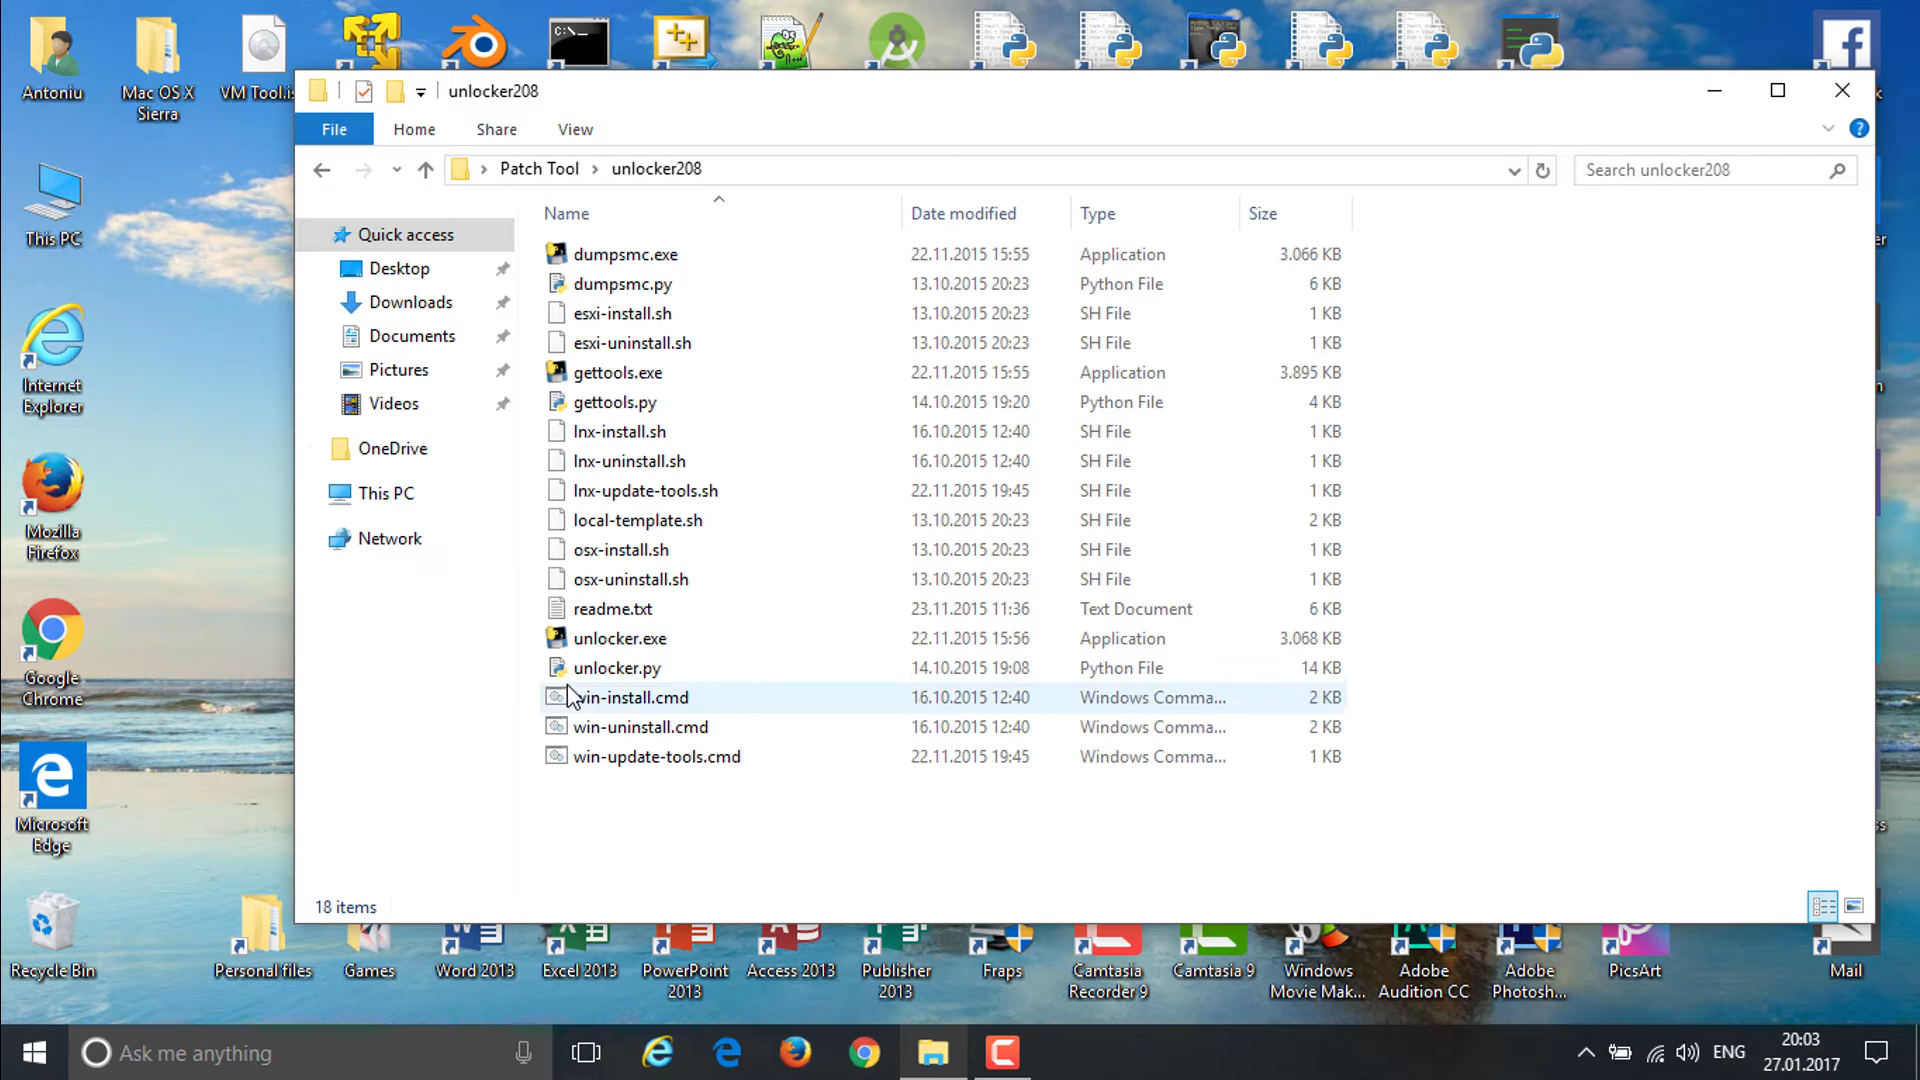 Antoniu
Mac OS X
Sierra
VM Tool.is
unlocker208
File
Home
Share
View
Patch Tool
unlocker208
Search unlocker208
Name
Date modified
Type
Size
Quick access
Desktop
Downloads
Documents
Pictures
Videos
OneDrive
This PC
Network
dumpsmc.exe 22.11.2015 15:55 Application 3.066 KB
dumpsmc.py 13.10.2015 20:23 Python File 6 KB
esxi-install.sh 13.10.2015 20:23 SH File 1 KB
esxi-uninstall.sh 13.10.2015 20:23 SH File 1 KB
gettools.exe 22.11.2015 15:55 Application 3.895 KB
gettools.py 14.10.2015 19:20 Python File 4 KB
lnx-install.sh 16.10.2015 12:40 SH File 1 KB
lnx-uninstall.sh 16.10.2015 12:40 SH File 1 KB
lnx-update-tools.sh 22.11.2015 19:45 SH File 1 KB
local-template.sh 13.10.2015 20:23 SH File 2 KB
osx-install.sh 13.10.2015 20:23 SH File 1 KB
osx-uninstall.sh 13.10.2015 20:23 SH File 1 KB
readme.txt 23.11.2015 11:36 Text Document 6 KB
unlocker.exe 22.11.2015 15:56 Application 3.068 KB
unlocker.py 14.10.2015 19:08 Python File 14 KB
win-install.cmd 16.10.2015 12:40 Windows Comma... 2 KB
win-uninstall.cmd 16.10.2015 12:40 Windows Comma... 2 KB
win-update-tools.cmd 22.11.2015 19:45 Windows Comma... 1 KB
18 items
This PC
Internet
Explorer
Mozilla
Firefox
Google
Chrome
Microsoft
Edge
Recycle Bin
Personal files
Games
Word 2013
Excel 2013
PowerPoint
2013
Access 2013
Publisher
2013
Fraps
Camtasia
Recorder 9
Camtasia 9
Windows
Movie Mak...
Adobe
Audition CC
Adobe
Photosh...
PicsArt
Mail
Ask me anything
ENG
20:03
27.01.2017